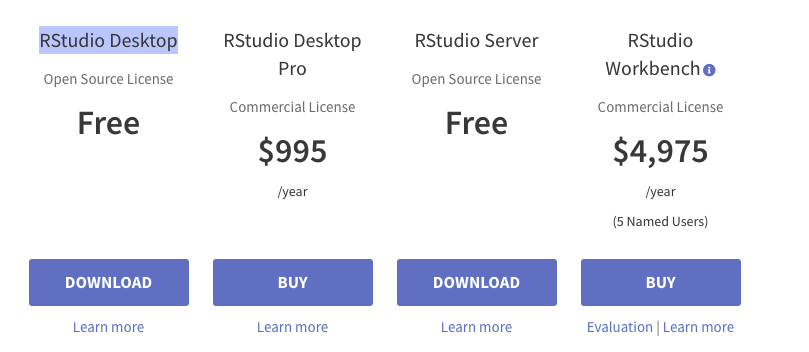 RStudio Desktop
Open Source License
Free
DOWNLOAD
Learn more
RStudio Desktop
Pro
Commercial License
$995
/year
BUY
Learn more
RStudio Server
Open Source License
Free
DOWNLOAD
Learn more
RStudio
Workbench
Commercial License
$4,975
/year
(5 Named Users)
BUY
Evaluation | Learn more